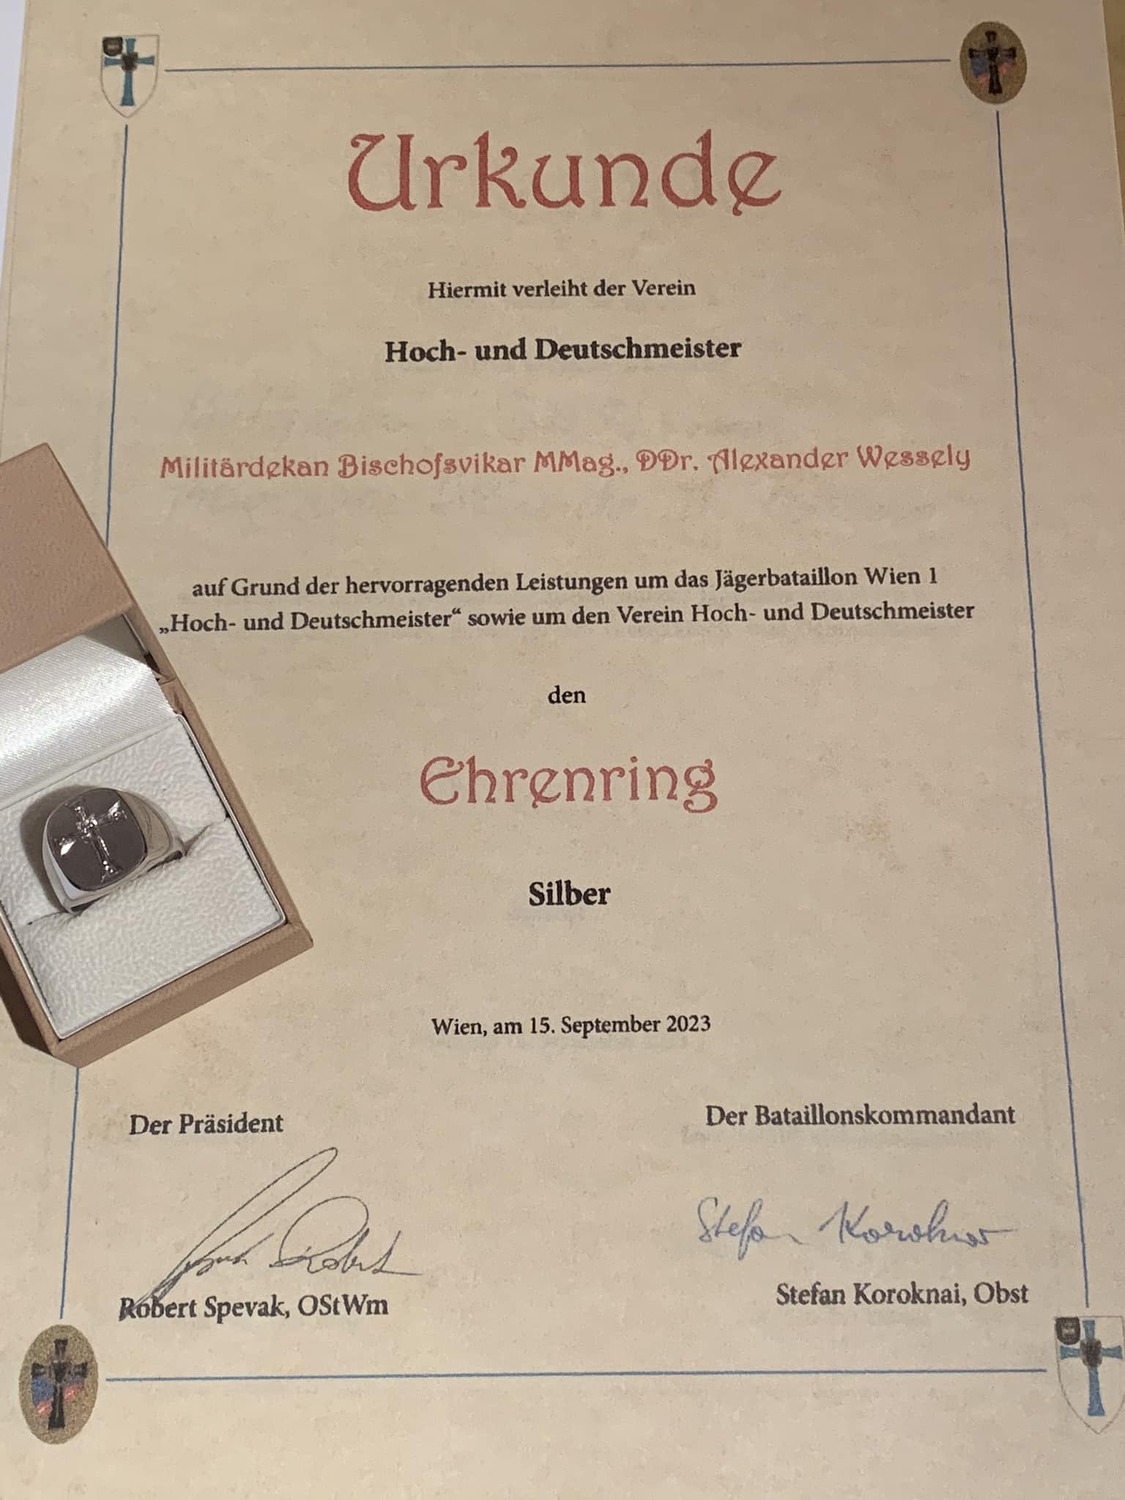 Urkunde
Hiermit verleiht der Verein
Hoch- und Deutschmeister
Militärdekan Bischofsvikar MMag., DDr. Alexander Wessely
auf Grund der hervorragenden Leistungen um das Jägerbataillon Wien 1
„Hoch- und Deutschmeister“ sowie um den Verein Hoch- und Deutschmeister
den
Ehrenring
Silber
Wien, am 15. September 2023
Der Präsident
Der Bataillonskommandant
Stefan Koroknai
Robert Spevak, OStWm
Stefan Koroknai, Obst